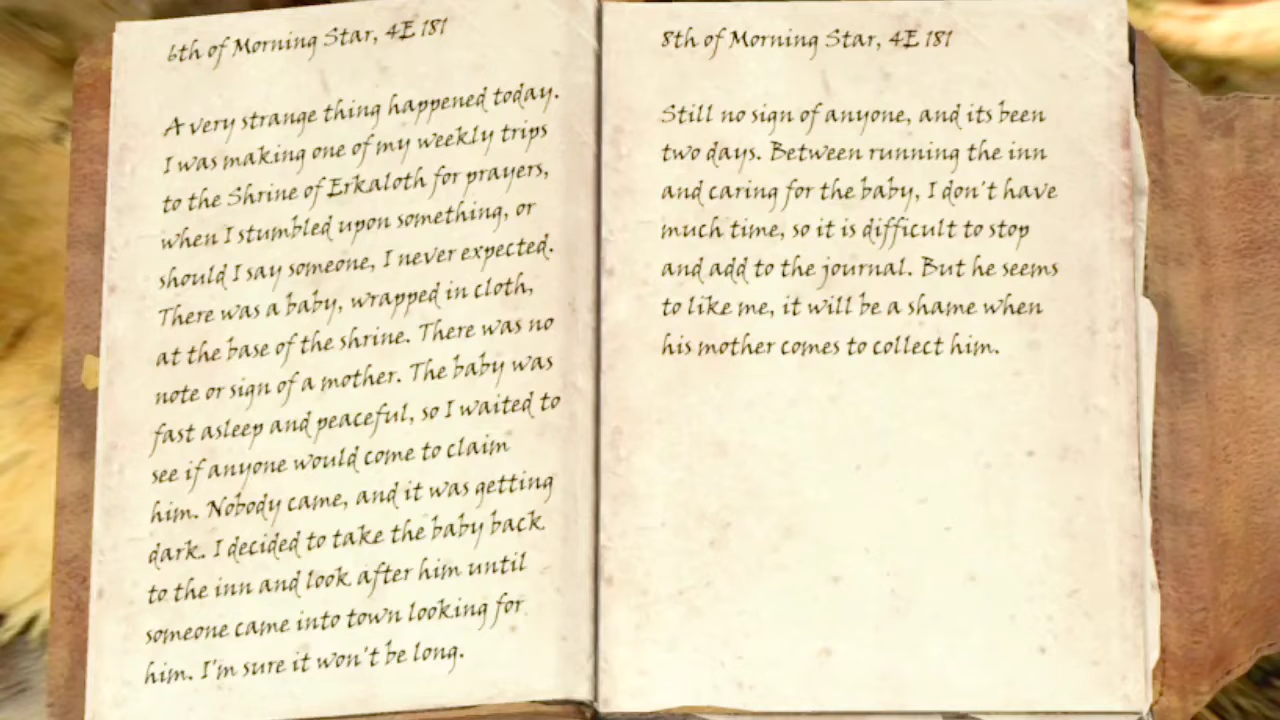 6th of Morning Star, 4E 181
A very strange thing happened today.
I was making one of my weekly trips
to the Shrine of Erkaloth for prayers,
when I stumbled upon something, or
should I say someone, I never expected.
There was a baby, wrapped in cloth,
at the base of the shrine. There was no
note or sign of a mother. The baby was
fast asleep and peaceful, so I waited to
see if anyone would come to claim
him. Nobody came, and it was getting
dark. I decided to take the baby back
to the inn and look after him until
someone came into town looking for
him. I'm sure it won't be long.
8th of Morning Star, 4E 181
Still no sign of anyone, and its been
two days. Between running the inn
and caring for the baby, I don't have
much time, so it is difficult to stop
and add to the journal. But he seems
to like me, it will be a shame when
his mother comes to collect him.